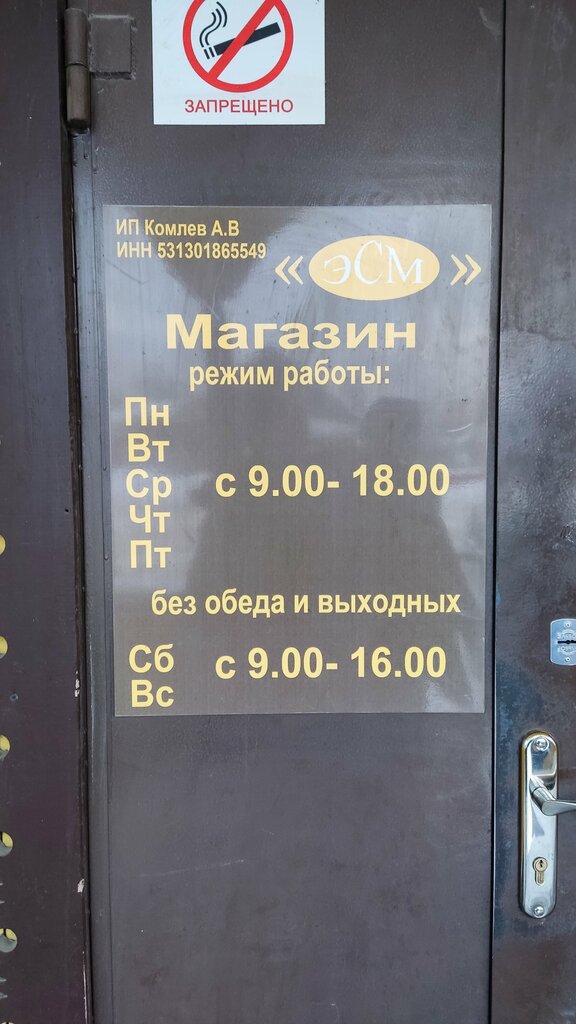 ЗАПРЕЩЕНО
ИП Комлев А.В
ИНН 531301865549
«эСм»
Магазин
режим работы:
Пн
Вт
Ср с 9.00- 18.00
Чт
Пт
без обеда и выходных
Сб с 9.00- 16.00
Вс